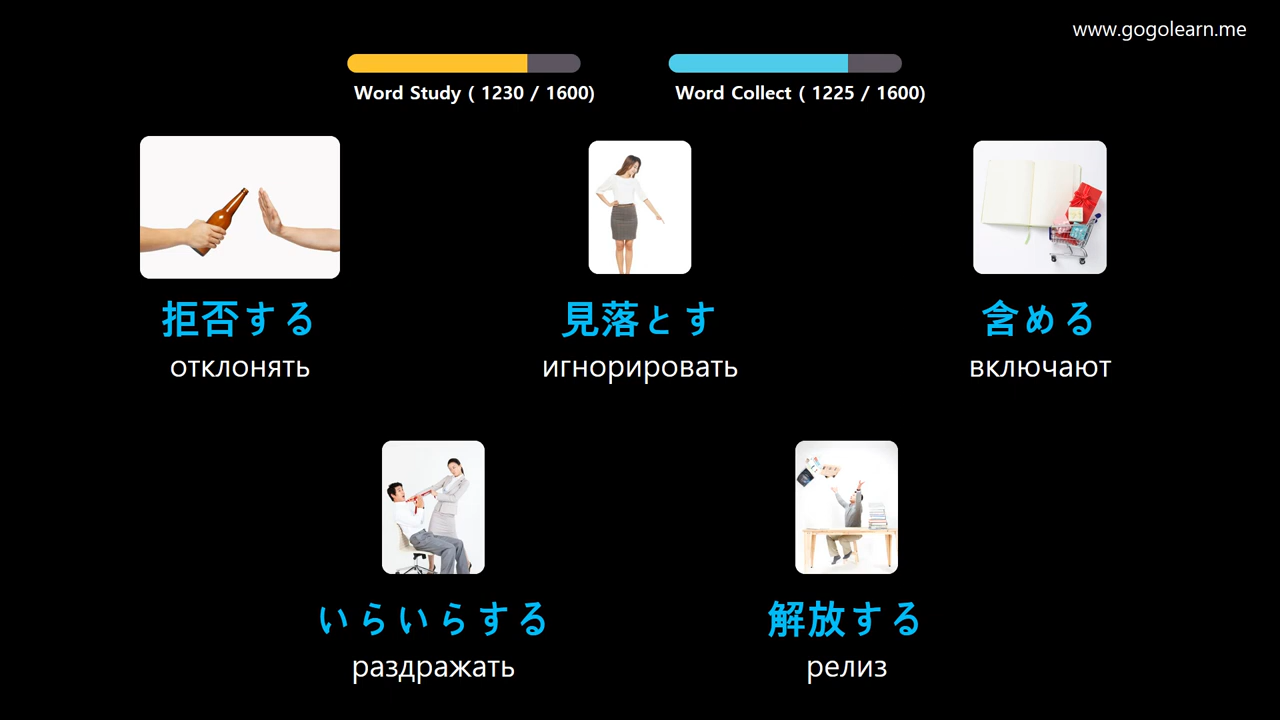 www.gogolearn.me
Word Study ( 1230 / 1600)
Word Collect ( 1225 / 1600)
拒否する
отклонять
見落とす
игнорировать
含める
включают
いらいらする
раздражать
解放する
релиз